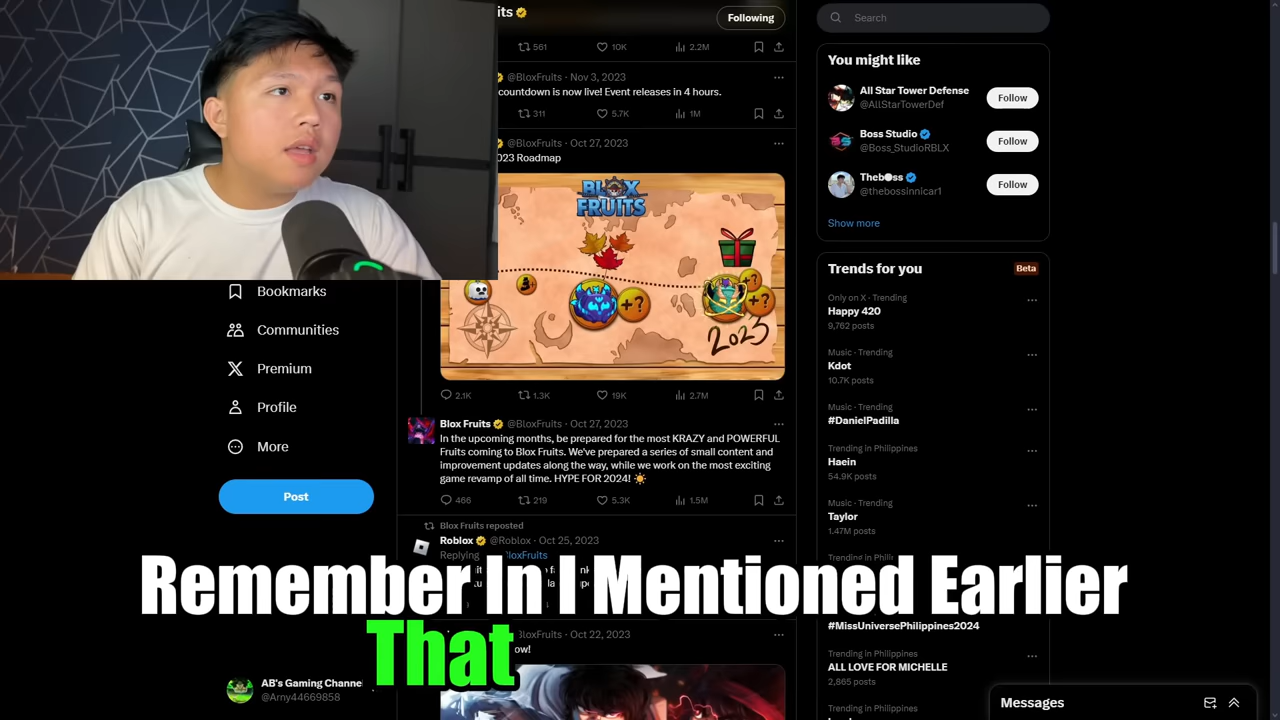 its
Following
561
10K
2.2M
@BloxFruits · Nov 3, 2023
countdown is now live! Event releases in 4 hours.
311
5.7K
1M
@BloxFruits · Oct 27, 2023
023 Roadmap
BLOX
FRUITS
+?
+?
+?
2023
2.1K
1.3K
19K
2.7M
Blox Fruits @BloxFruits · Oct 27, 2023
In the upcoming months, be prepared for the most KRAZY and POWERFUL
Fruits coming to Blox Fruits. We've prepared a series of small content and
improvement updates along the way, while we work on the most exciting
game revamp of all time. HYPE FOR 2024!
466
219
5.3K
1.5M
Blox Fruits reposted
Roblox @Roblox · Oct 25, 2023
Replying
loxFruits
loxFruits · Oct 22, 2023
ow!
Bookmarks
Communities
Premium
Profile
More
Post
AB's Gaming Channe
@Arny44669858
Search
You might like
All Star Tower Defense
@AllStarTowerDef
Follow
Boss Studio
@Boss_StudioRBLX
Follow
@thebossinnicar1
Follow
Show more
Trends for you
Beta
Only on X · Trending
Happy 420
9,762 posts
Music · Trending
Kdot
10.7K posts
Music · Trending
#DanielPadilla
Trending in Philippines
Haein
54.9K posts
Music · Trending
Taylor
1.47M posts
Trending in Phili
#MissUniversePhilippines2024
Trending in Philippines
ALL LOVE FOR MICHELLE
2,865 posts
Trending in Philippines
Messages
Remember In I Mentioned Earlier
That